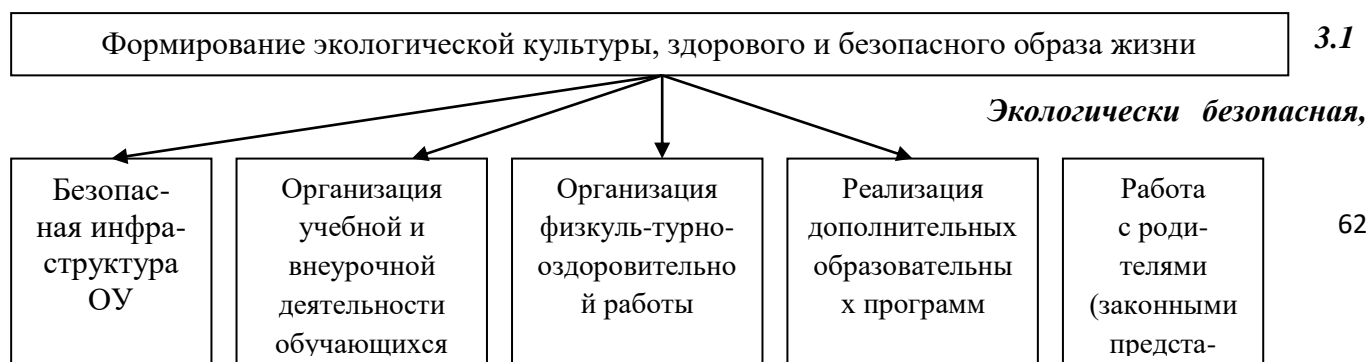 Формирование экологической культуры, здорового и безопасного образа жизни
3.1
Экологически безопасная,
Безопас-
ная инфра-
структура
ОУ
Организация
учебной и
внеурочной
деятельности
обучающихся
Организация
физкуль-турно-
оздоровительно
й работы
Реализация
дополнительных
образовательны
х программ
Работа
с роди-
телями
(законными
предста-
62